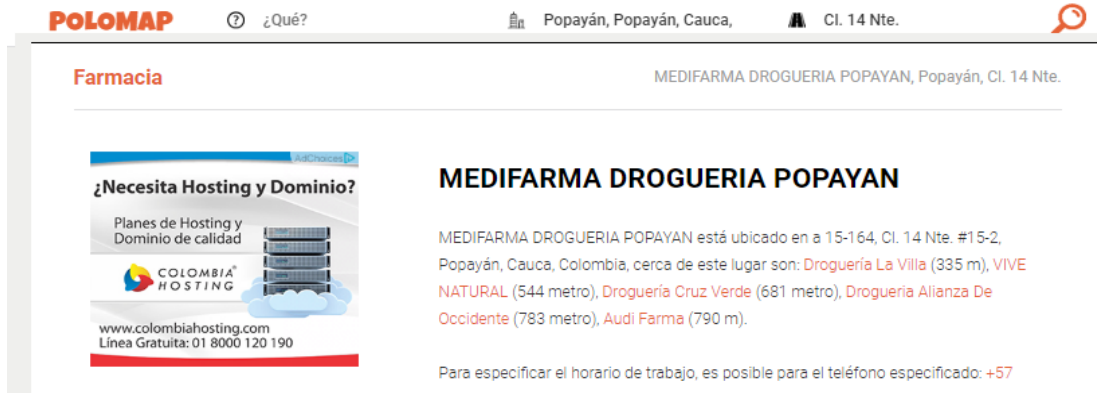 POLOMAP ¿Qué? Popayán, Popayán, Cauca, Cl. 14 Nte.
Farmacia MEDIFARMA DROGUERIA POPAYAN, Popayán, Cl. 14 Nte.
AdChoices
¿Necesita Hosting y Dominio?
Planes de Hosting y
Dominio de calidad
COLOMBIA
HOSTING
www.colombiahosting.com
Línea Gratuita: 01 8000 120 190
MEDIFARMA DROGUERIA POPAYAN
MEDIFARMA DROGUERIA POPAYAN está ubicado en a 15-164, Cl. 14 Nte. #15-2,
Popayán, Cauca, Colombia, cerca de este lugar son: Droguería La Villa (335 m), VIVE
NATURAL (544 metro), Droguería Cruz Verde (681 metro), Drogueria Alianza De
Occidente (783 metro), Audi Farma (790 m).
Para especificar el horario de trabajo, es posible para el teléfono especificado: +57